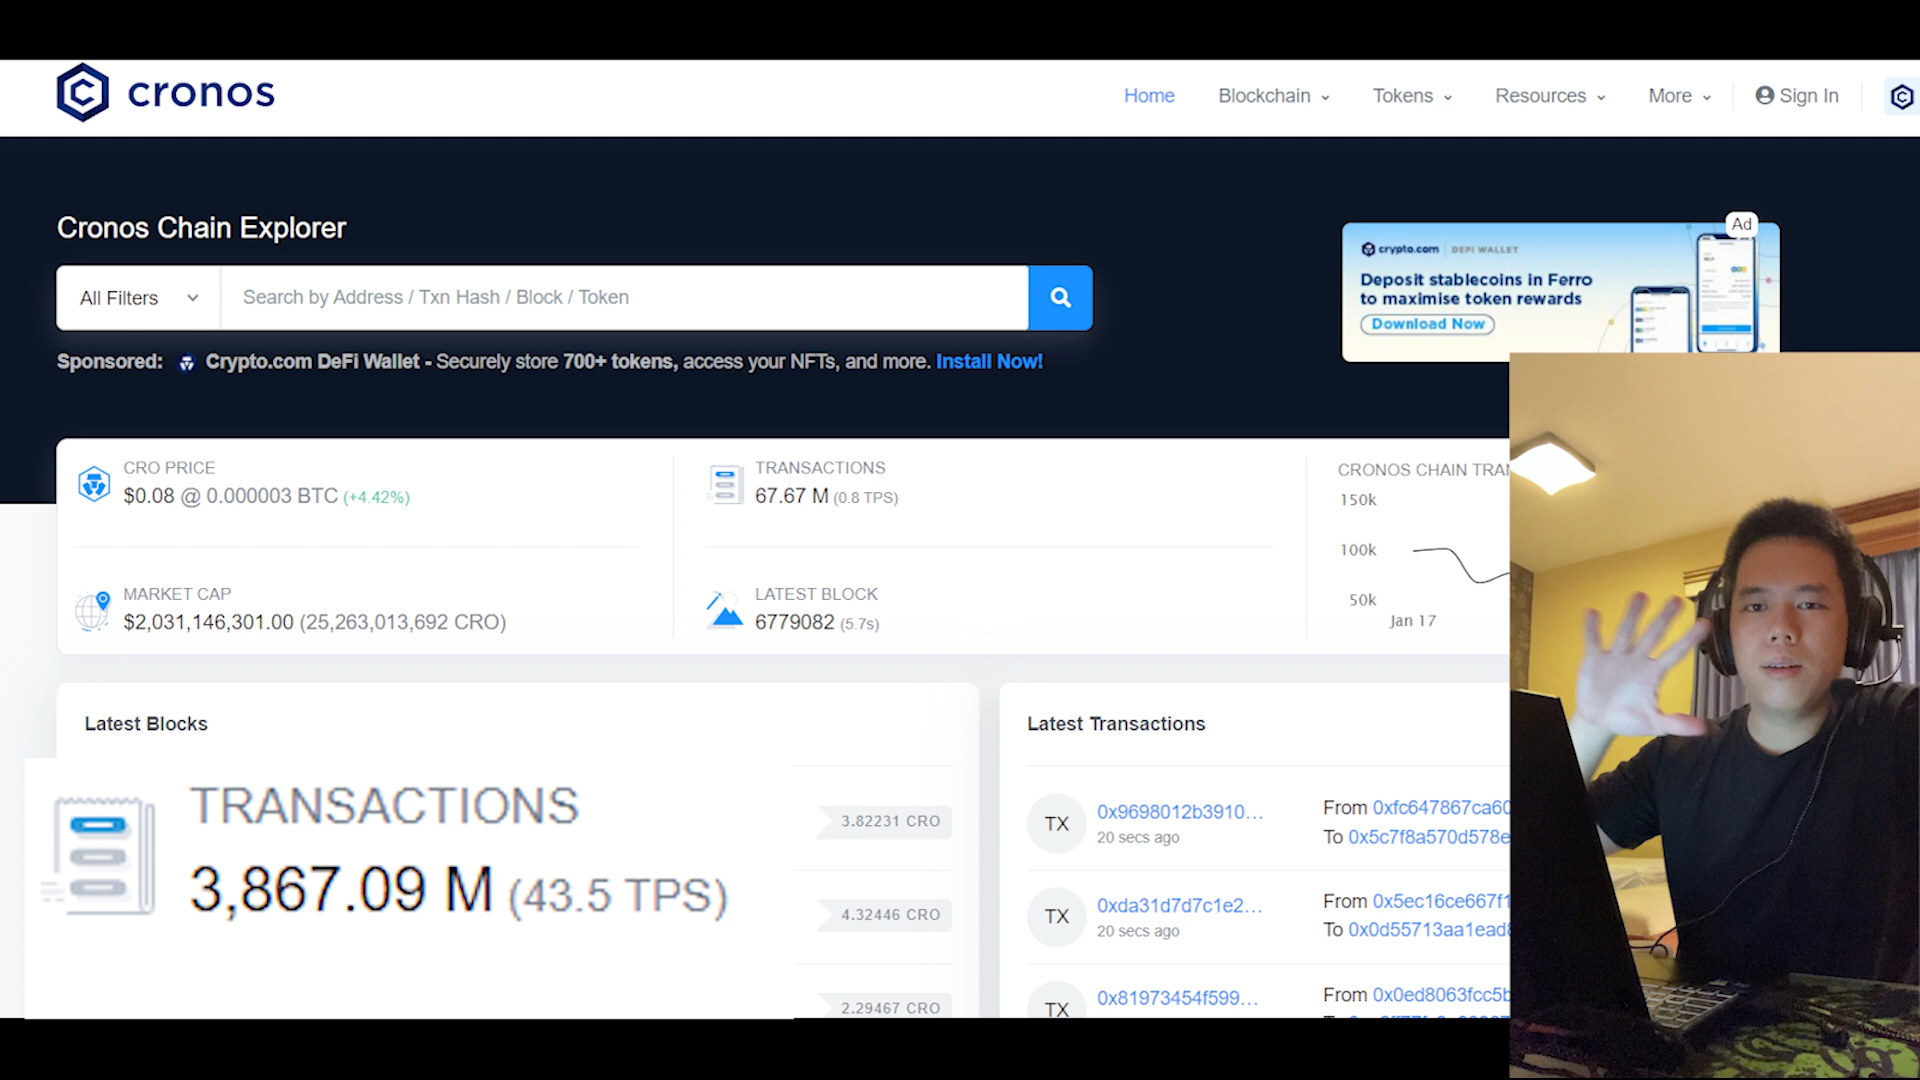 cronos
Home Blockchain Tokens Resources More Sign In
Cronos Chain Explorer
All Filters Search by Address / Txn Hash / Block / Token
Sponsored: Crypto.com DeFi Wallet - Securely store 700+ tokens, access your NFTs, and more. Install Now!
Ad
crypto.com DEFI WALLET
Deposit stablecoins in Ferro
to maximise token rewards
Download Now
CRO PRICE
$0.08 @ 0.000003 BTC (+4.42%)
MARKET CAP
$2,031,146,301.00 (25,263,013,692 CRO)
TRANSACTIONS
67.67 M (0.8 TPS)
LATEST BLOCK
6779082 (5.7s)
CRONOS CHAIN
150k
100k
50k
Jan 17
Latest Blocks
TRANSACTIONS
3,867.09 M (43.5 TPS)
3.82231 CRO
4.32446 CRO
2.29467 CRO
Latest Transactions
TX 0x9698012b3910...
20 secs ago
From 0xfc647867ca60
To 0x5c7f8a570d578e
TX 0xda31d7d7c1e2...
20 secs ago
From 0x5ec16ce667f1
To 0x0d55713aa1ead8
TX 0x81973454f599...
From 0x0ed8063fcc5b